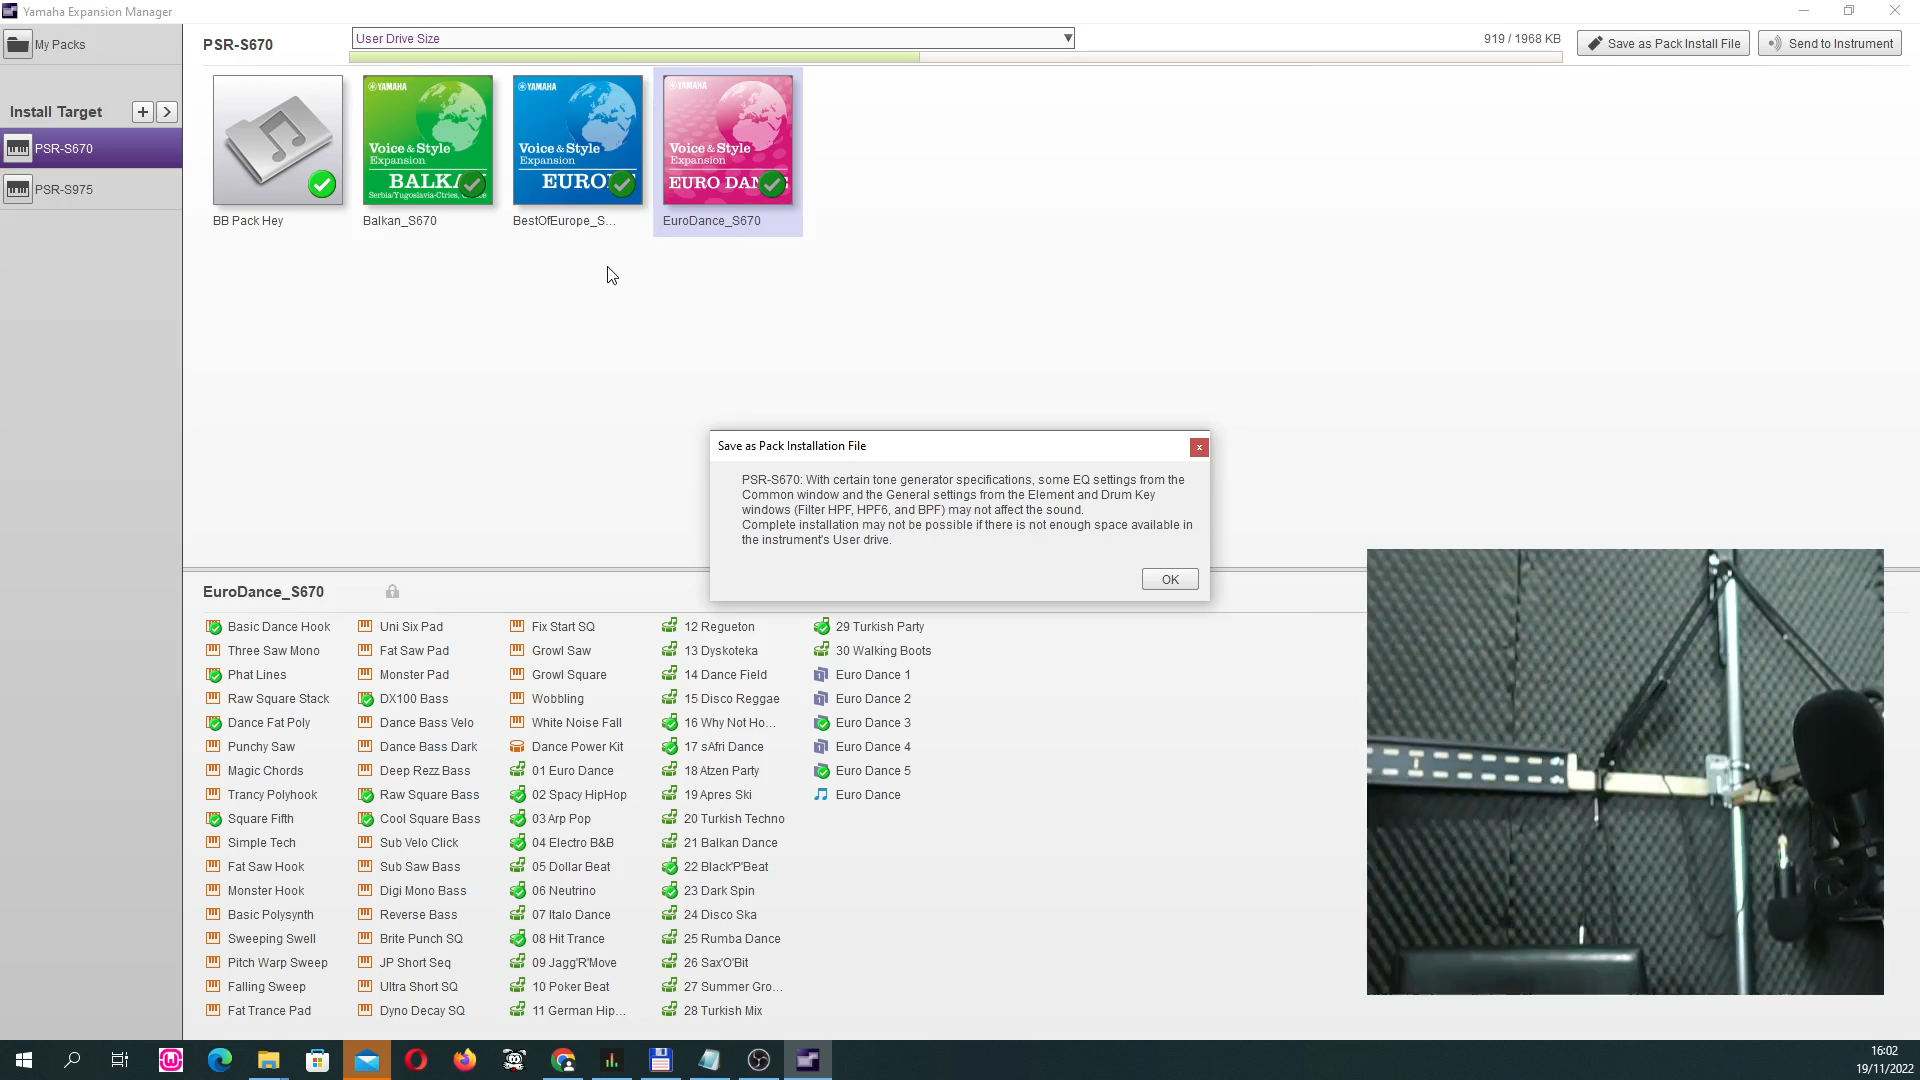 Yamaha Expansion Manager
My Packs
Install Target
PSR-S670
PSR-S975
PSR-S670
User Drive Size
919 / 1968 KB
Save as Pack Install File
Send to Instrument
YAMAHA
Voice & Style
Expansion
YAMAHA
Voice & Style
Expansion
YAMAHA
Voice & Style
Expansion
BB Pack Hey
Balkan_S670
BestOfEurope_S...
EuroDance_S670
Save as Pack Installation File
PSR-S670: With certain tone generator specifications, some EQ settings from the
Common window and the General settings from the Element and Drum Key
windows (Filter HPF, HPF6, and BPF) may not affect the sound.
Complete installation may not be possible if there is not enough space available in
the instrument's User drive.
OK
EuroDance_S670
Basic Dance Hook
Three Saw Mono
Phat Lines
Raw Square Stack
Dance Fat Poly
Punchy Saw
Magic Chords
Trancy Polyhook
Square Fifth
Simple Tech
Fat Saw Hook
Monster Hook
Basic Polysynth
Sweeping Swell
Pitch Warp Sweep
Falling Sweep
Fat Trance Pad
Uni Six Pad
Fat Saw Pad
Monster Pad
DX100 Bass
Dance Bass Velo
Dance Bass Dark
Deep Rezz Bass
Raw Square Bass
Cool Square Bass
Sub Velo Click
Sub Saw Bass
Digi Mono Bass
Reverse Bass
Brite Punch SQ
JP Short Seq
Ultra Short SQ
Dyno Decay SQ
Fix Start SQ
Growl Saw
Growl Square
Wobbling
White Noise Fall
Dance Power Kit
01 Euro Dance
02 Spacy HipHop
03 Arp Pop
04 Electro B&B
05 Dollar Beat
06 Neutrino
07 Italo Dance
08 Hit Trance
09 Jagg'R'Move
10 Poker Beat
11 German Hip...
12 Regueton
13 Dyskoteka
14 Dance Field
15 Disco Reggae
16 Why Not Ho...
17 sAfri Dance
18 Atzen Party
19 Apres Ski
20 Turkish Techno
21 Balkan Dance
22 Black'P'Beat
23 Dark Spin
24 Disco Ska
25 Rumba Dance
26 Sax'O'Bit
27 Summer Gro...
28 Turkish Mix
29 Turkish Party
30 Walking Boots
Euro Dance 1
Euro Dance 2
Euro Dance 3
Euro Dance 4
Euro Dance 5
Euro Dance
16:02
19/11/2022